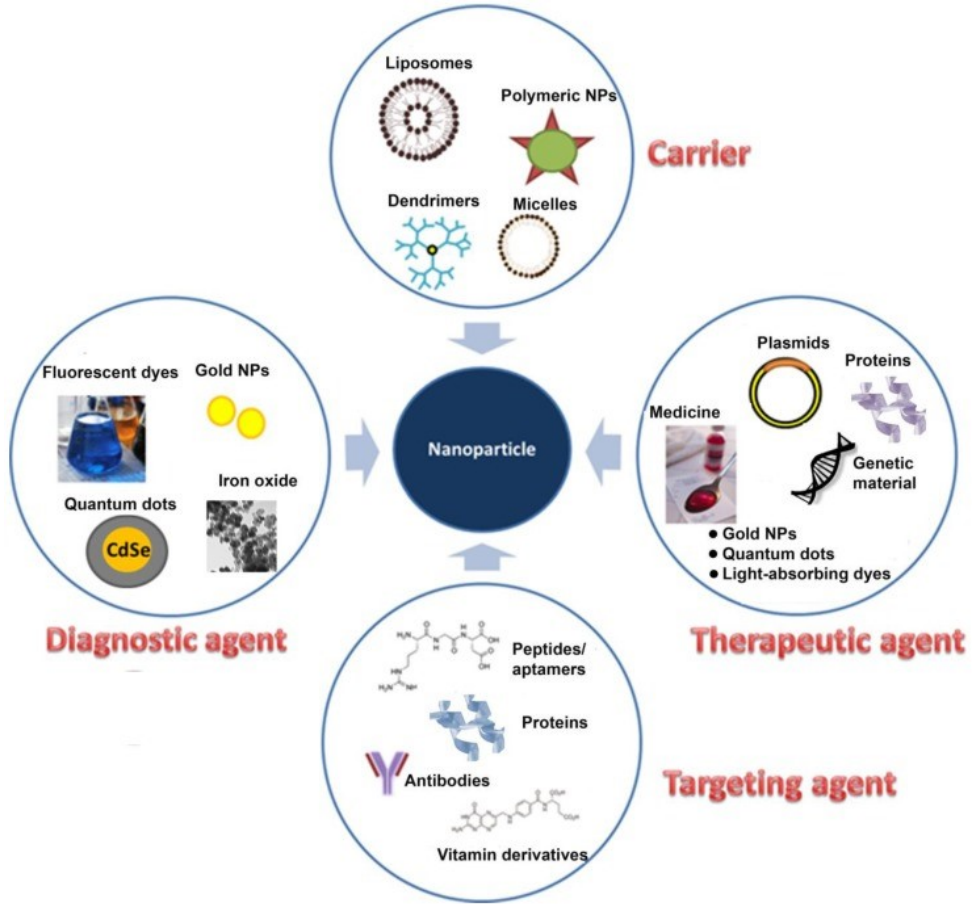 Liposomes
Polymeric NPs
Carrier
Dendrimers
Micelles
Fluorescent dyes
Gold NPs
Quantum dots
CdSe
Iron oxide
Diagnostic agent
Nanoparticle
Plasmids
Proteins
Medicine
Genetic
material
● Gold NPs
● Quantum dots
● Light-absorbing dyes
Therapeutic agent
Peptides/
aptamers
Proteins
Antibodies
Vitamin derivatives
Targeting agent